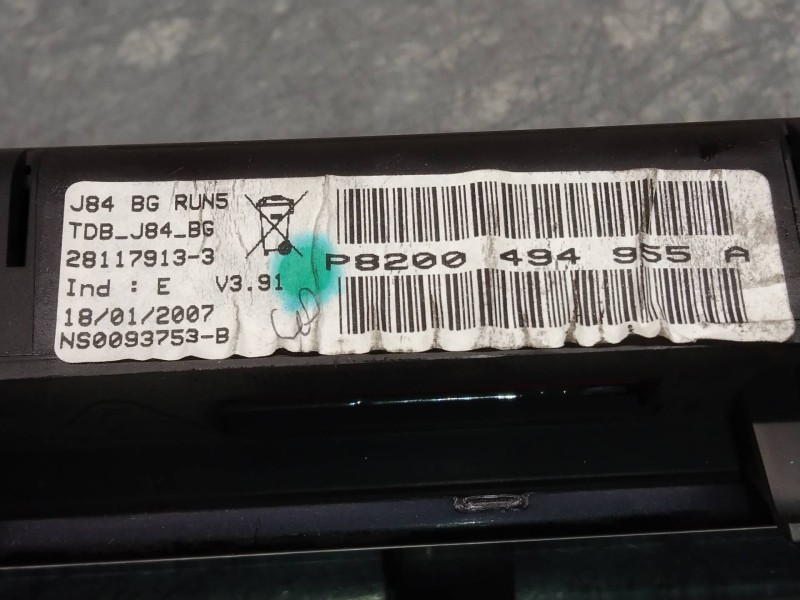 J84 BG RUN5
TDB_J84_BG
28117913-3
Ind : E V3.91
18/01/2007
NS0093753-B
P8200 494 955 A